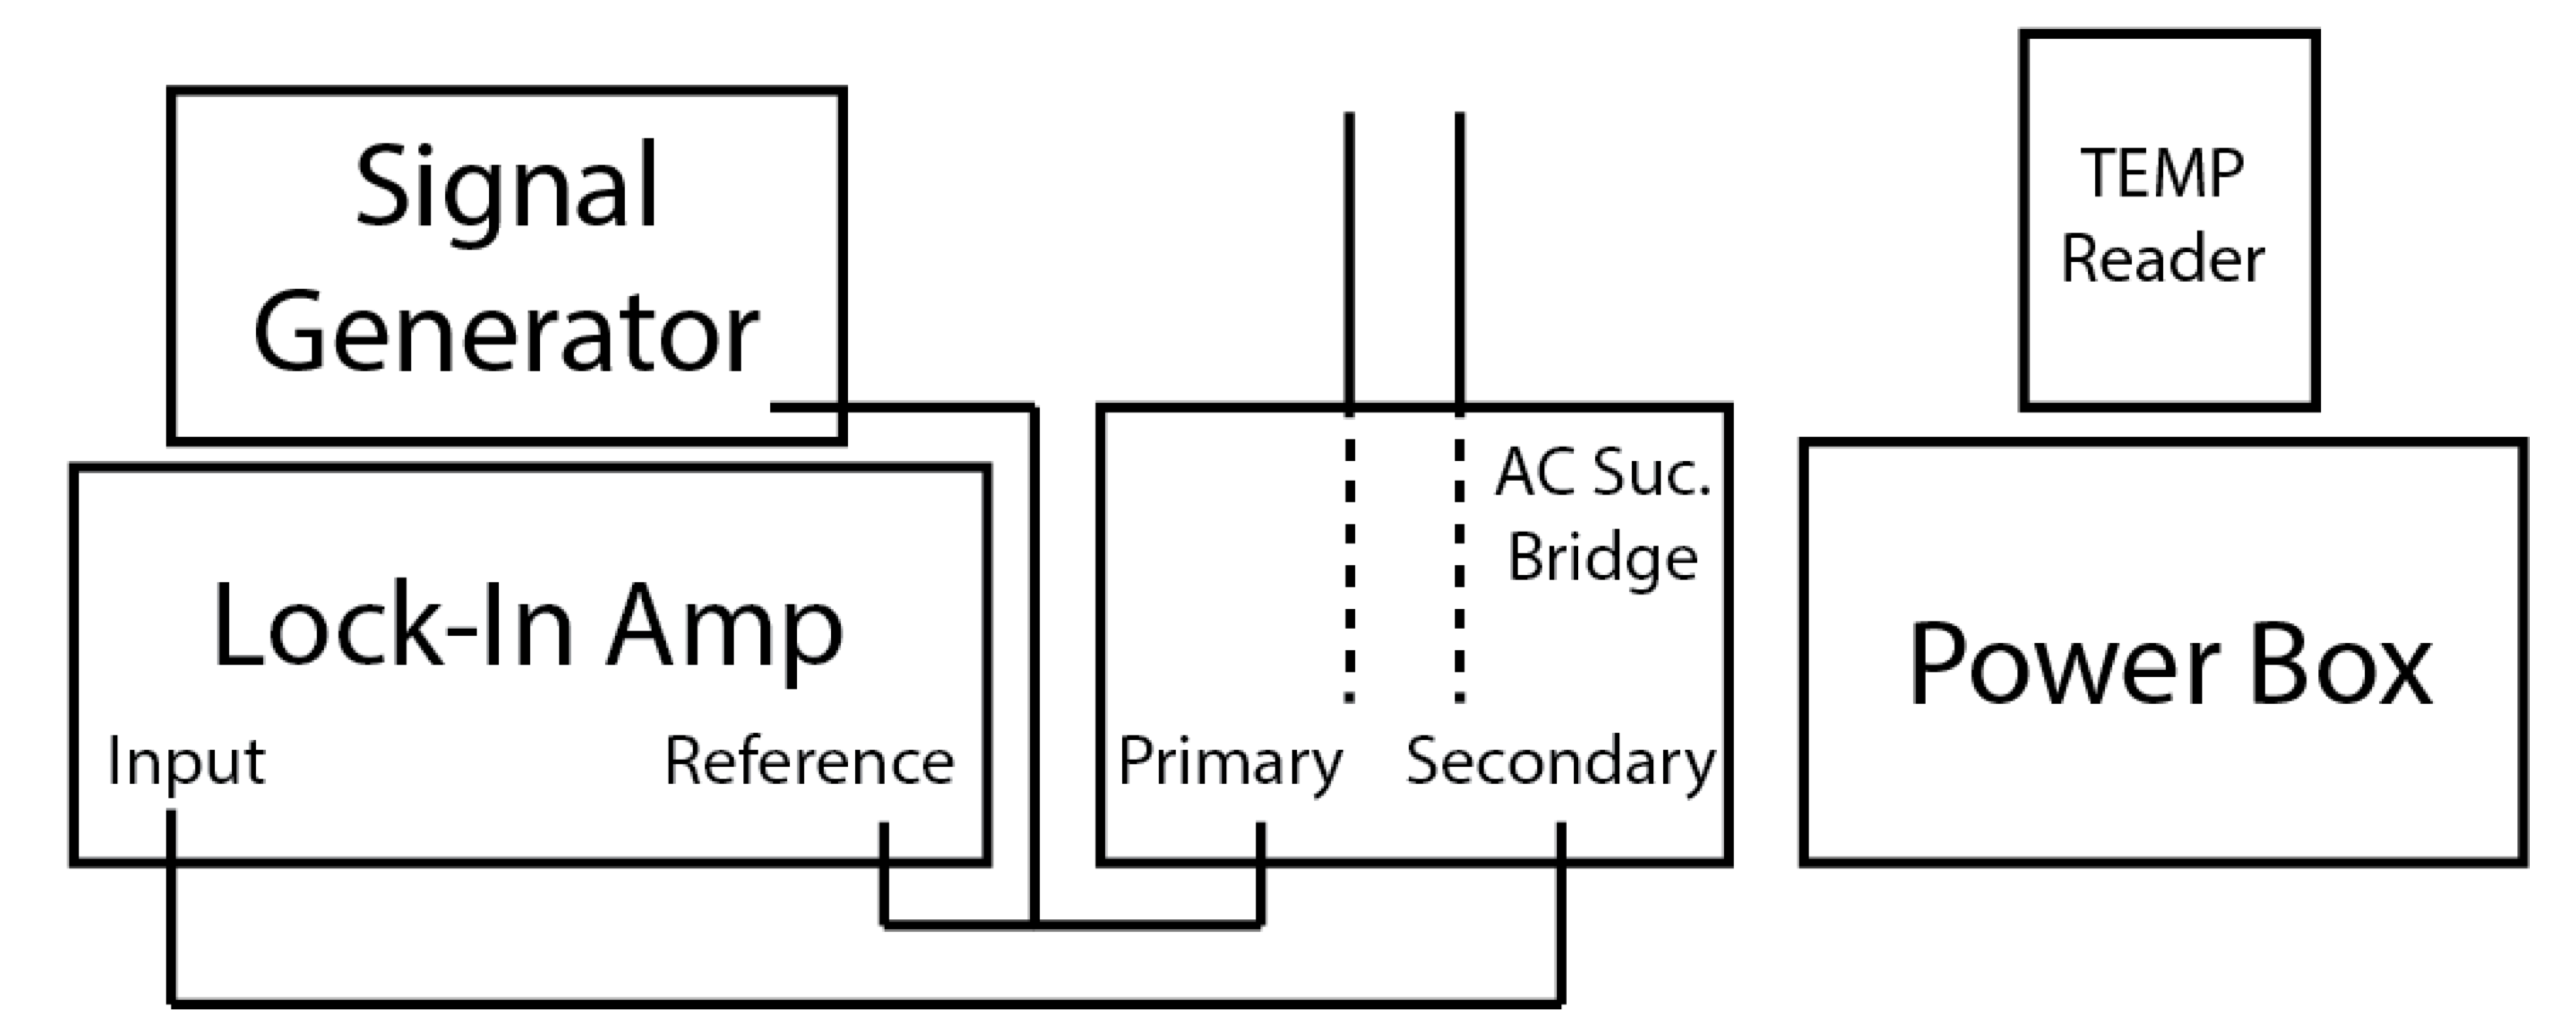 Signal
Generator
Lock-In Amp
Input
Reference
AC Suc.
Bridge
Primary
Secondary
TEMP
Reader
Power Box